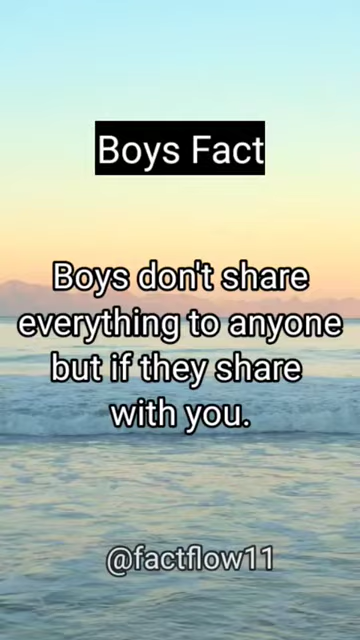 Boys Fact
Boys don't share
everything to anyone
but if they share
with you.
@factflow11